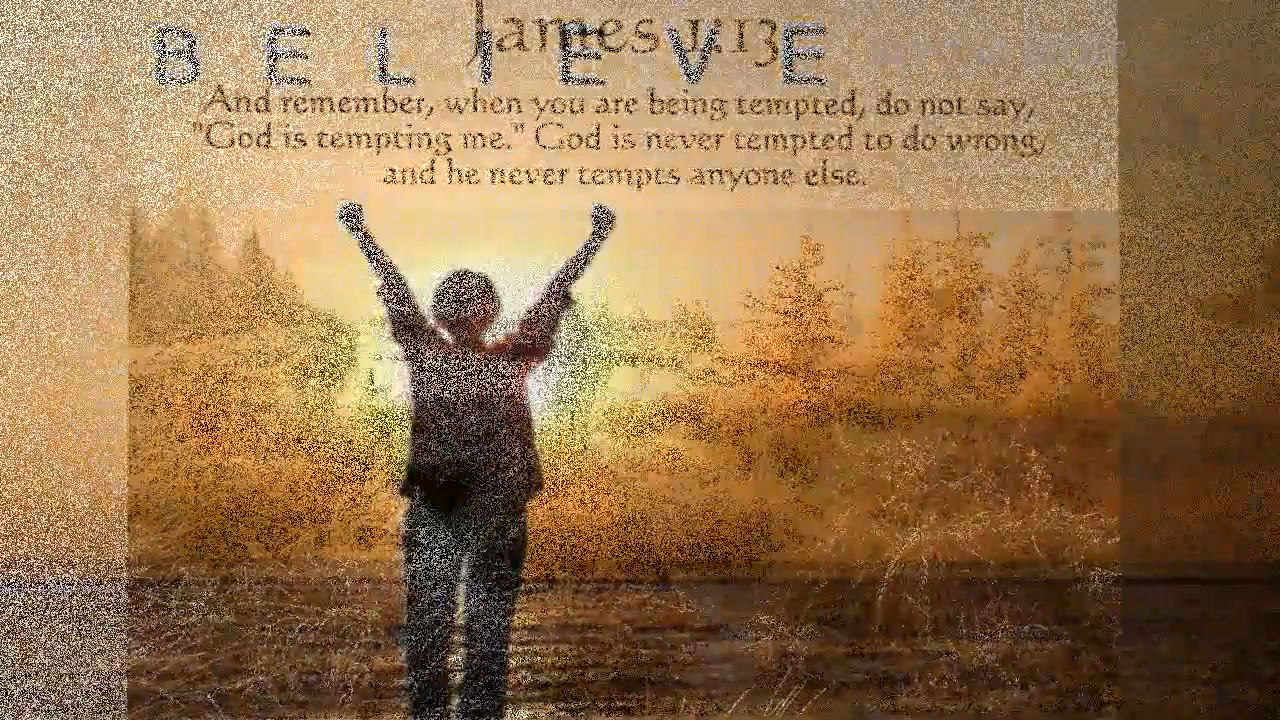 James 1:13
B E L I E V E
And remember, when you are being tempted, do not say,
"God is tempting me." God is never tempted to do wrong,
and he never tempts anyone else.